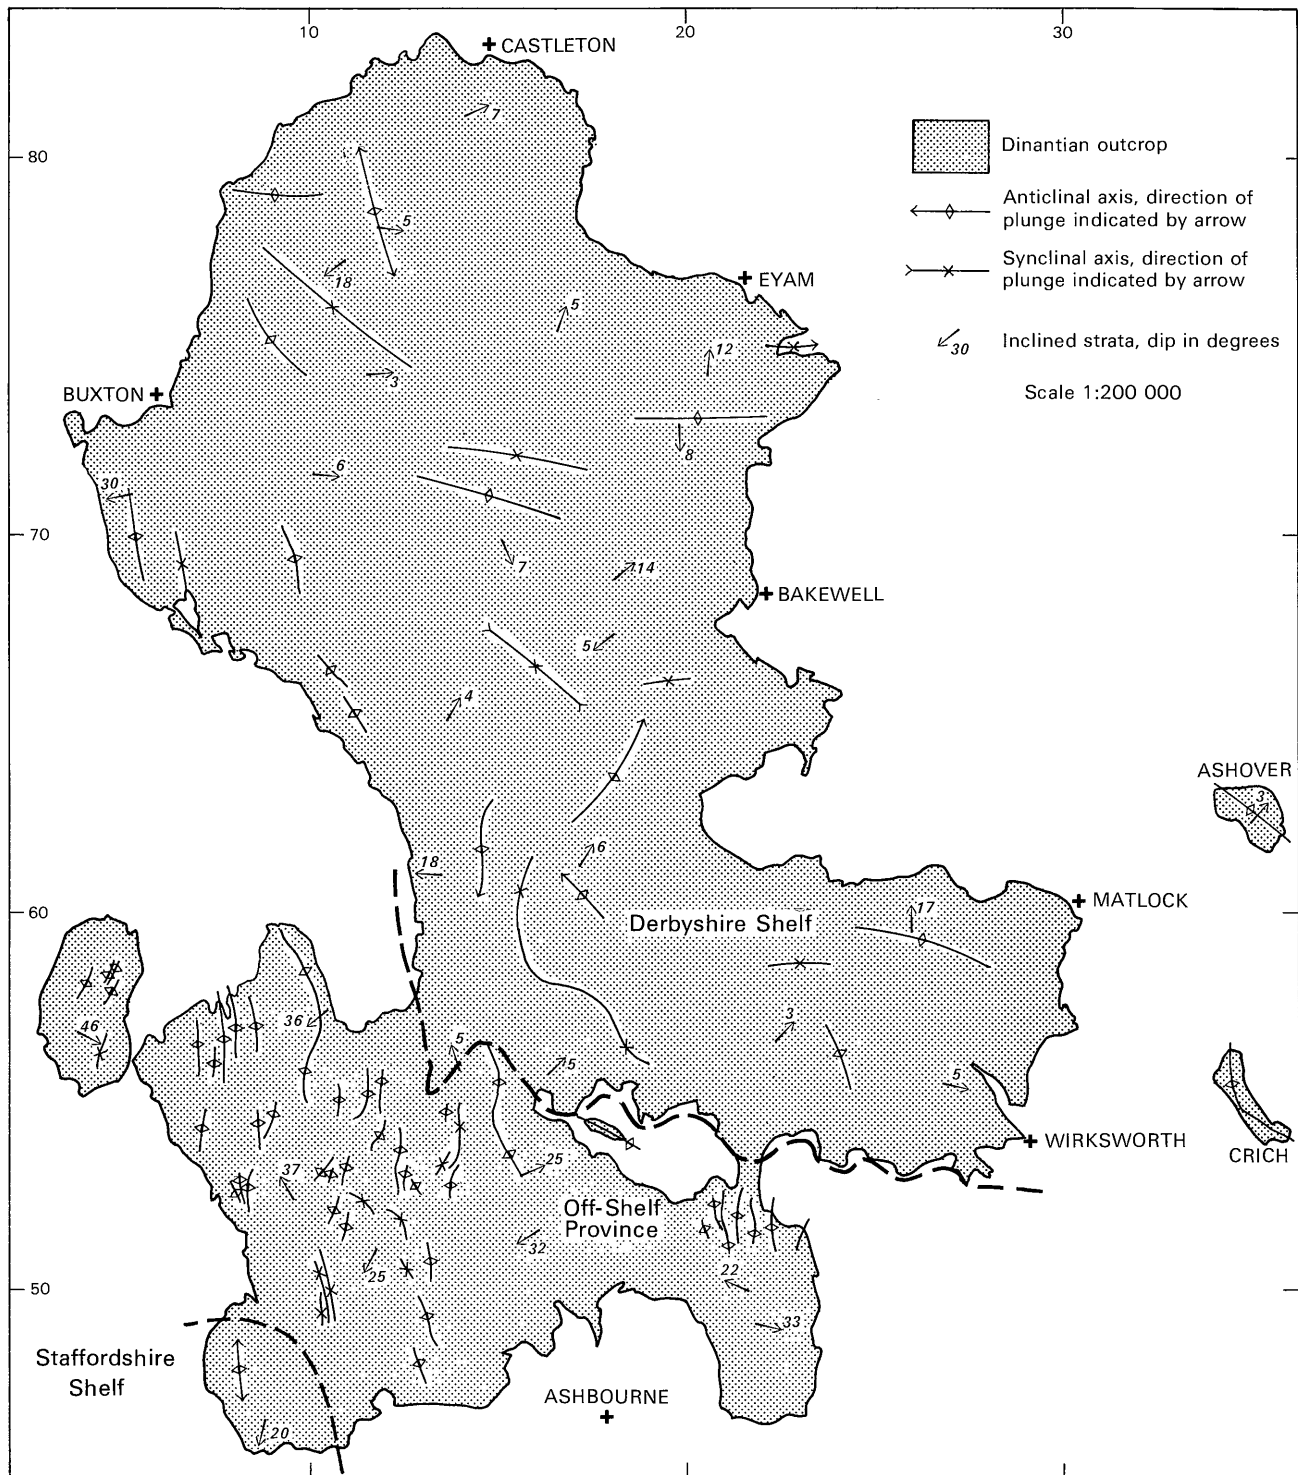 10
20
30
CASTLETON
7
80
Dinantian outcrop
Anticlinal axis, direction of
plunge indicated by arrow
5
Synclinal axis, direction of
plunge indicated by arrow
18
EYAM
5
30
Inclined strata, dip in degrees
12
3
Scale 1:200 000
BUXTON
8
6
30
70
7
14
BAKEWELL
5
4
ASHOVER
3
6
18
MATLOCK
60
17
Derbyshire Shelf
36
46
3
5
5
5
WIRKSWORTH
CRICH
25
37
Off-Shelf
Province
32
25
22
50
33
Staffordshire
Shelf
ASHBOURNE
20